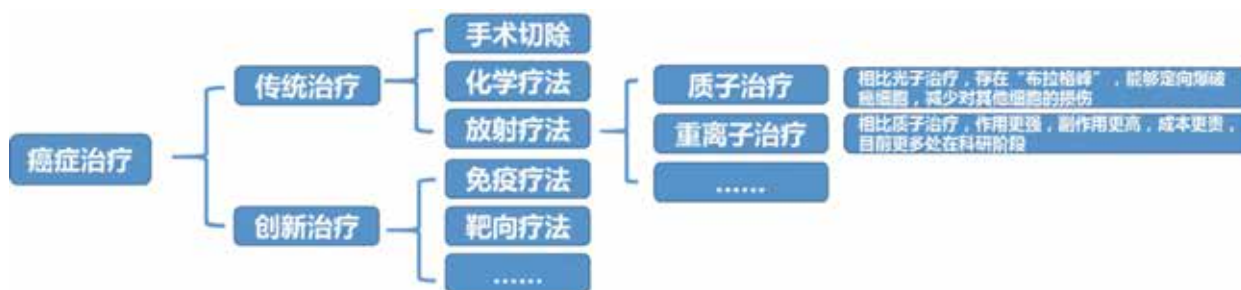 癌症治疗
传统治疗
手术切除
化学疗法
放射疗法
质子治疗
相比光子治疗，存在“布拉格峰”，能够定向爆破
癌细胞，减少对其他细胞的损伤
重离子治疗
相比质子治疗，作用更强，副作用更高，成本更贵，
目前更多处在科研阶段
……
创新治疗
免疫疗法
靶向疗法
……